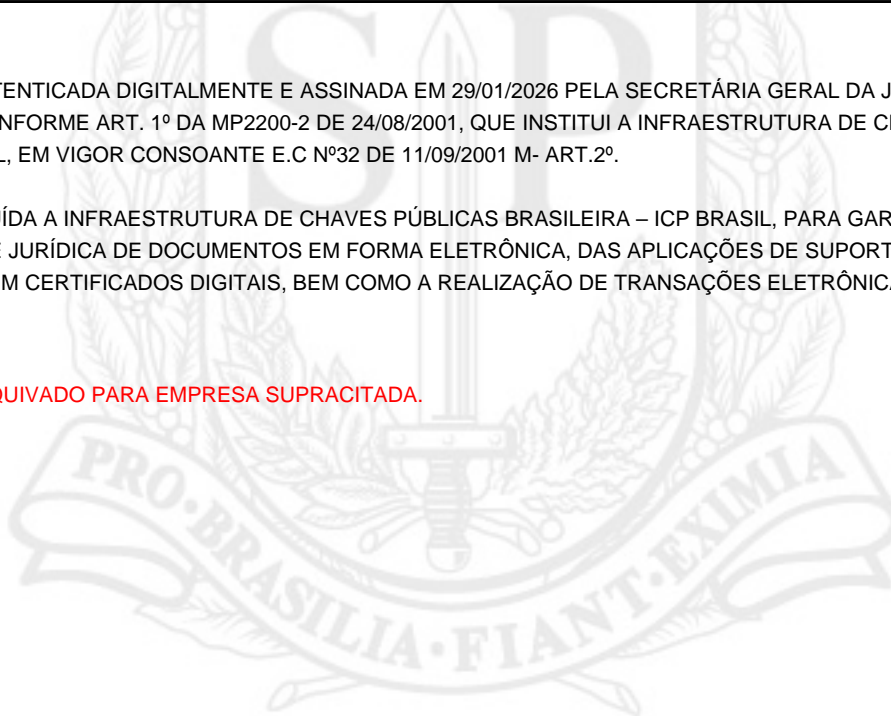 TENTICADA DIGITALMENTE E ASSINADA EM 29/01/2026 PELA SECRETÁRIA GERAL DA J
NFORME ART. 1º DA MP2200-2 DE 24/08/2001, QUE INSTITUI A INFRAESTRUTURA DE C
L, EM VIGOR CONSOANTE E.C Nº32 DE 11/09/2001 M- ART.2º.
UÍDA A INFRAESTRUTURA DE CHAVES PÚBLICAS BRASILEIRA – ICP BRASIL, PARA GAR
E JURÍDICA DE DOCUMENTOS EM FORMA ELETRÔNICA, DAS APLICAÇÕES DE SUPORT
M CERTIFICADOS DIGITAIS, BEM COMO A REALIZAÇÃO DE TRANSAÇÕES ELETRÔNICA
QUIVADO PARA EMPRESA SUPRACITADA.
SP
PRO·BRASILIA·FIANT·EXIMIA